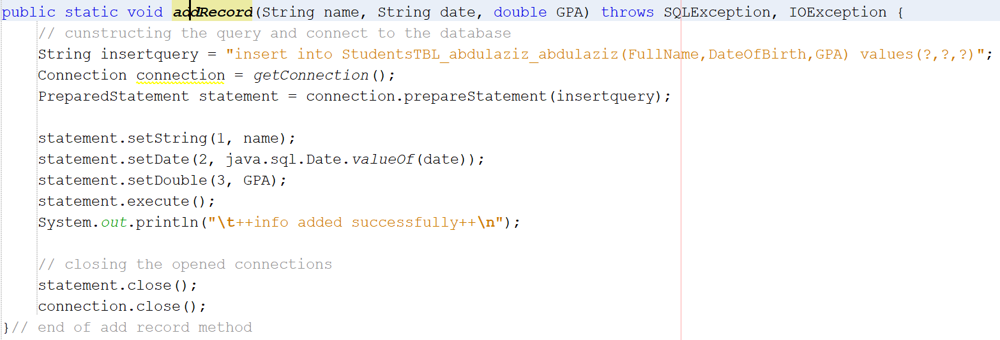 public static void addRecord(String name, String date, double GPA) throws SQLException, IOException {
// cunstructing the query and connect to the database
String insertquery = "insert into StudentsTBL_abdulaziz_abdulaziz(FullName,DateOfBirth,GPA) values(?,?,?)";
Connection connection = getConnection();
PreparedStatement statement = connection.prepareStatement(insertquery);
statement.setString(1, name);
statement.setDate(2, java.sql.Date.valueOf(date));
statement.setDouble(3, GPA);
statement.execute();
System.out.println("\t++info added successfully++\n");
// closing the opened connections
statement.close();
connection.close();
}// end of add record method